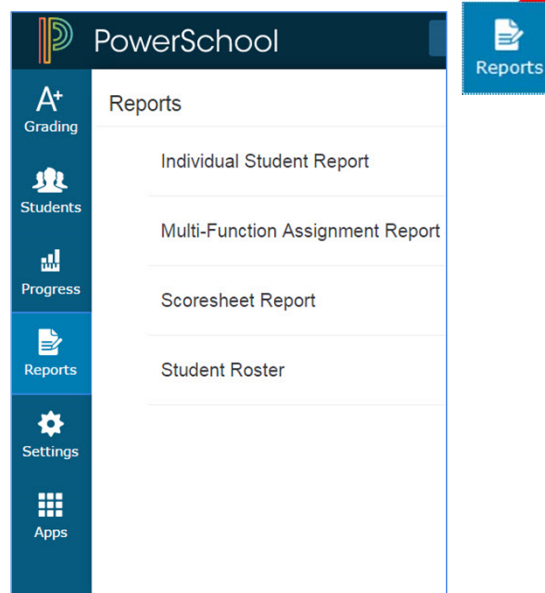 PowerSchool
A+
Grading
Students
Progress
Reports
Settings
Apps
Reports
Individual Student Report
Multi-Function Assignment Report
Scoresheet Report
Student Roster
Reports